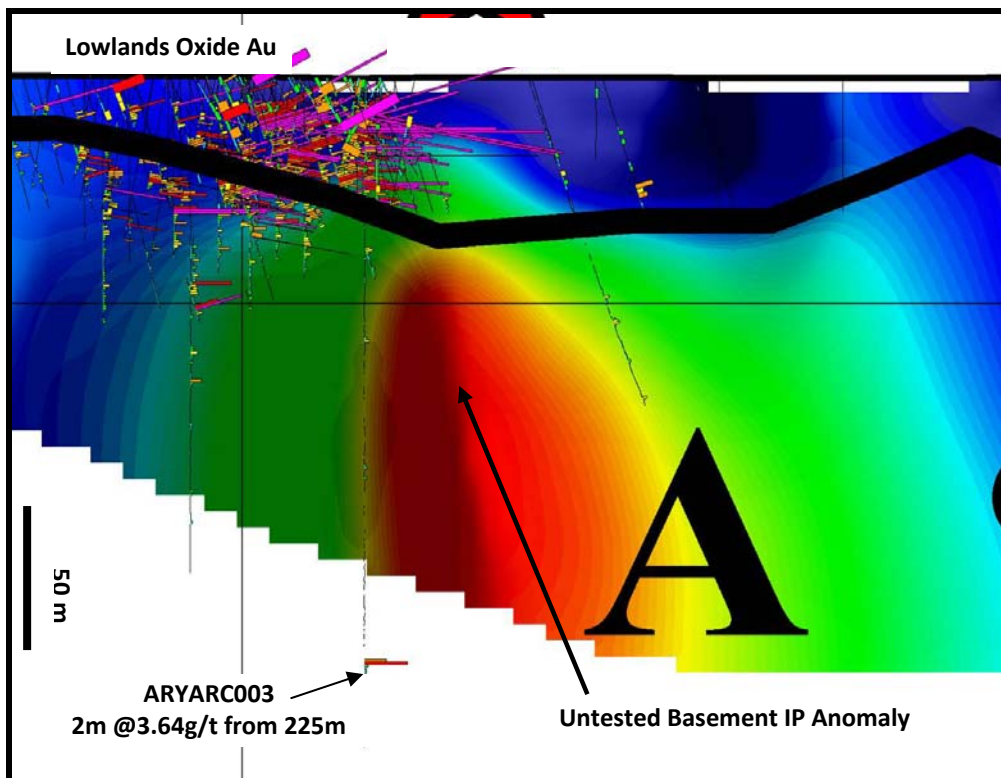 Lowlands Oxide Au
A
50 m
ARYARC003
2m @3.64g/t from 225m
Untested Basement IP Anomaly